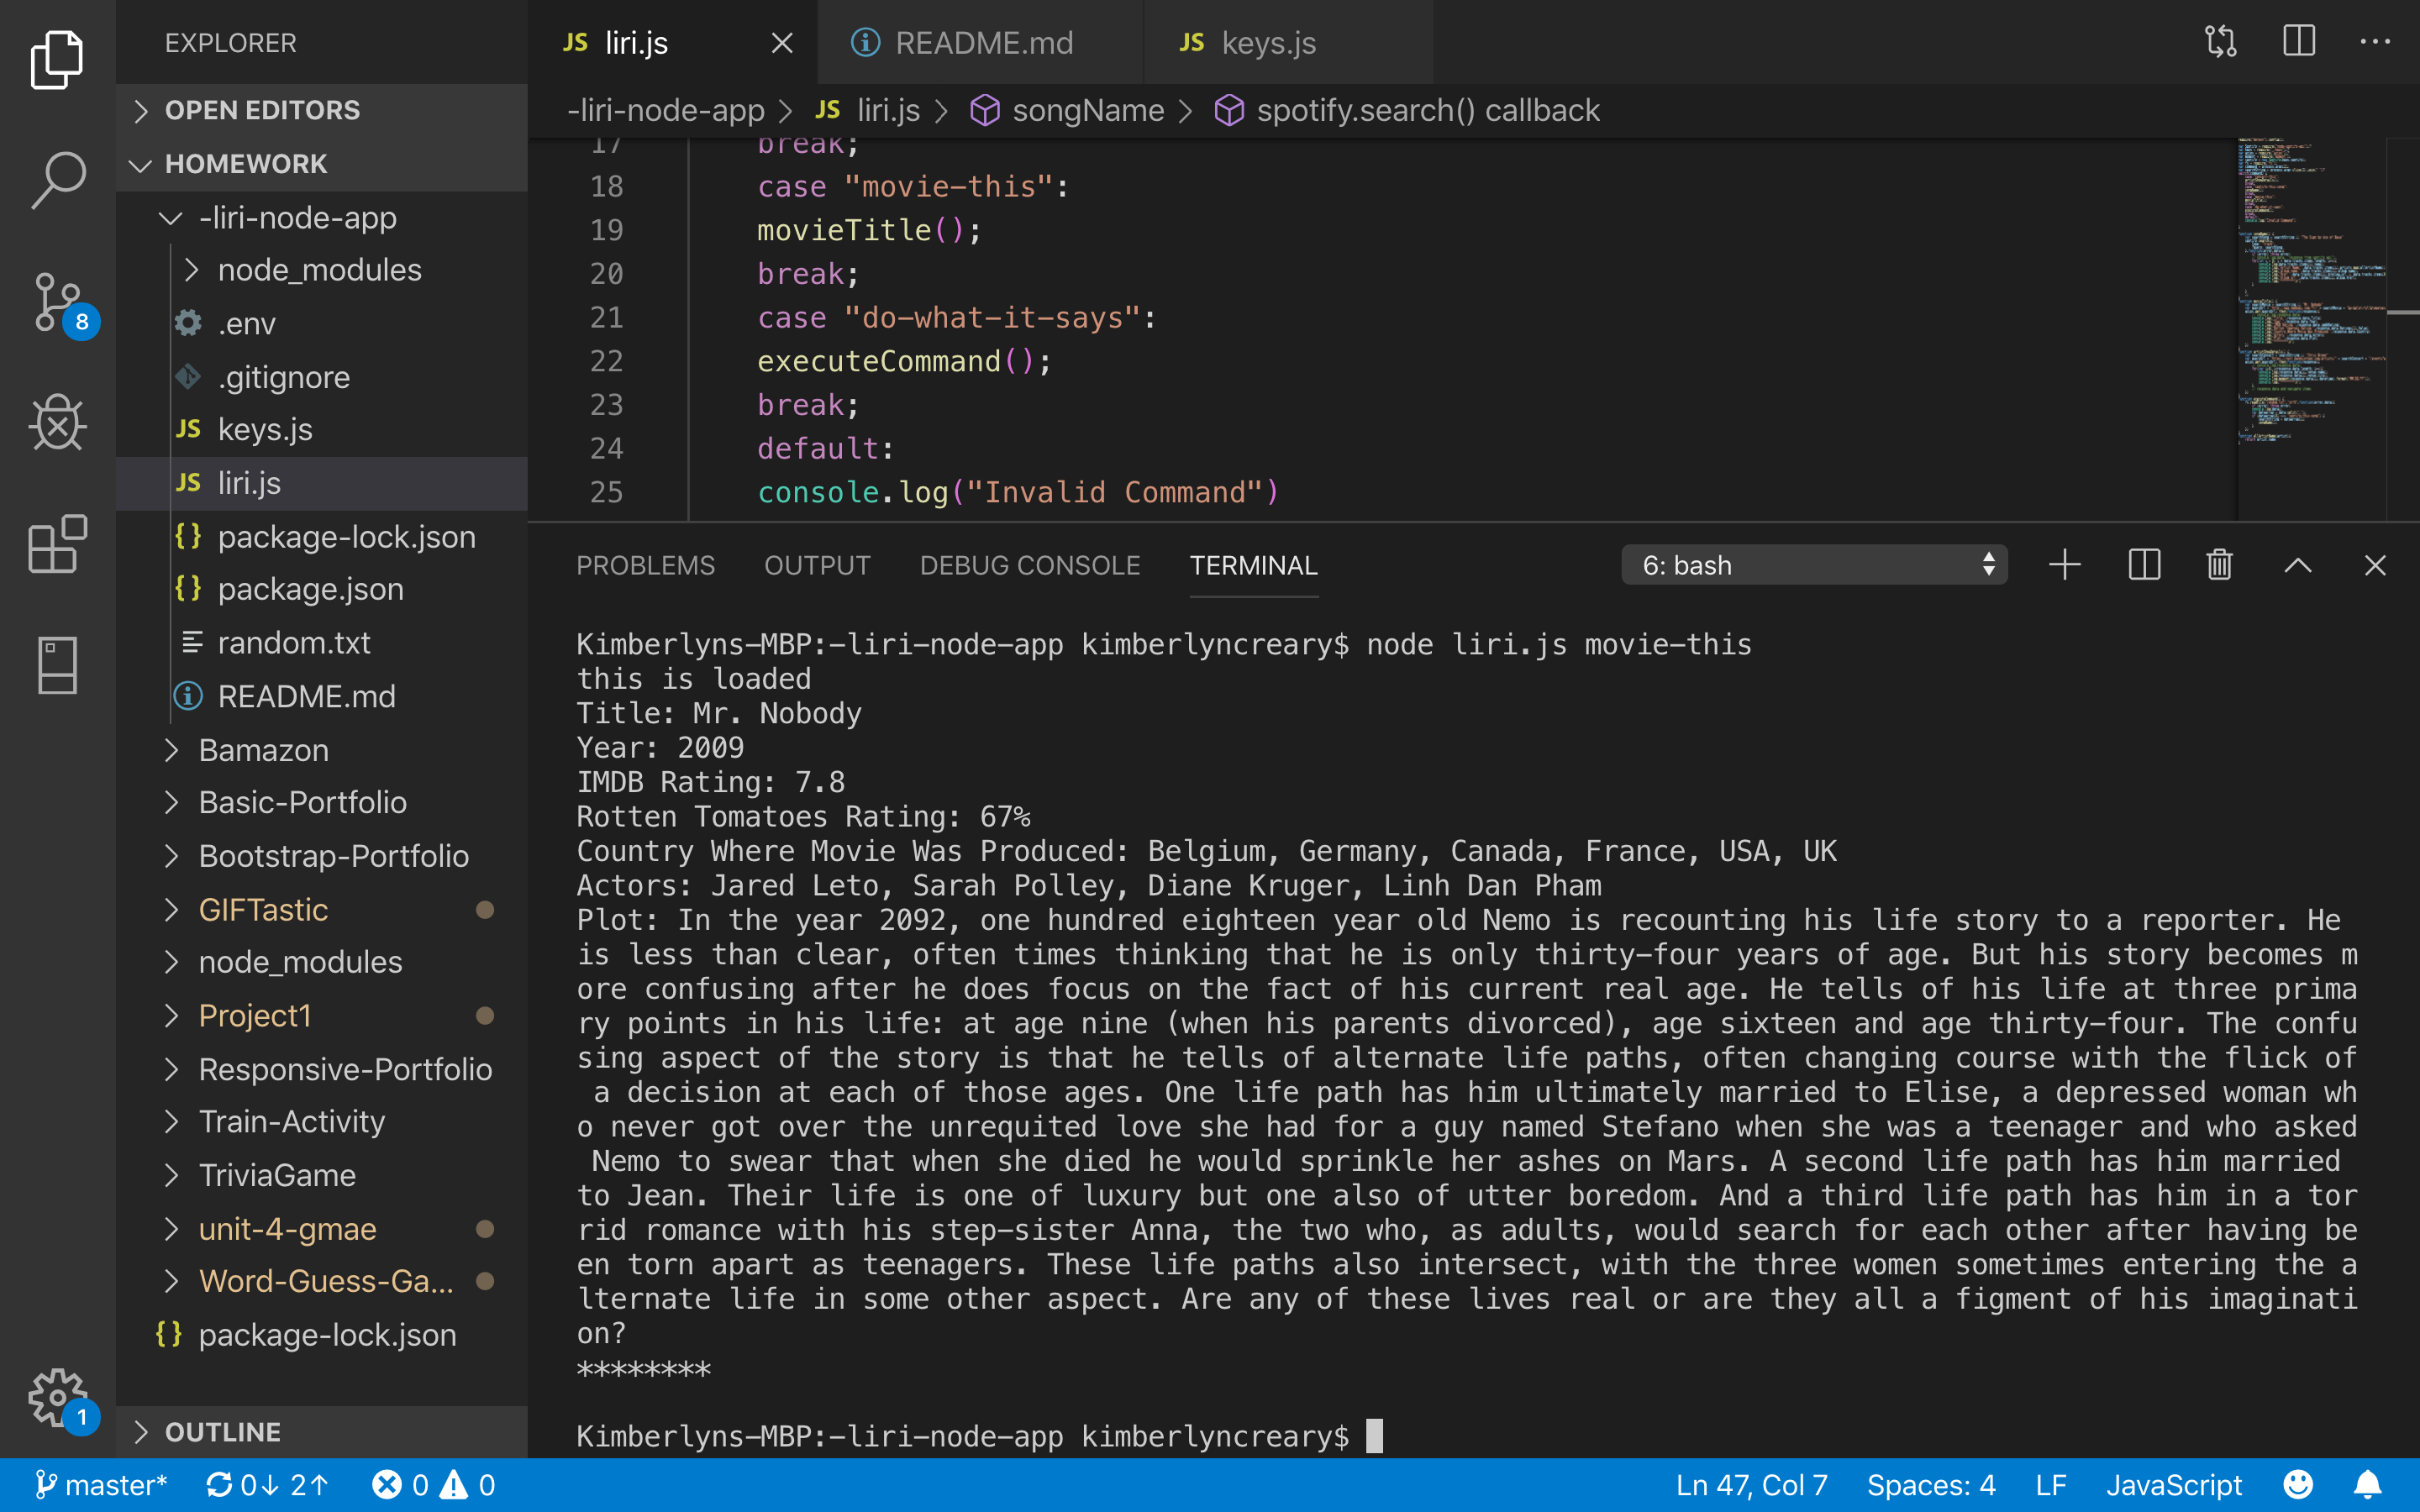 EXPLORER
OPEN EDITORS
HOMEWORK
-liri-node-app
node_modules
.env
.gitignore
JS keys.js
JS liri.js
{} package-lock.json
{} package.json
random.txt
README.md
Bamazon
Basic-Portfolio
Bootstrap-Portfolio
GIFTastic
node_modules
Project1
Responsive-Portfolio
Train-Activity
TriviaGame
unit-4-gmae
Word-Guess-Ga...
{} package-lock.json
OUTLINE
8
1
JS liri.js
README.md
JS keys.js
-liri-node-app > JS liri.js > songName > spotify.search() callback
17 break;
18 case "movie-this":
19 movieTitle();
20 break;
21 case "do-what-it-says":
22 executeCommand();
23 break;
24 default:
25 console.log("Invalid Command")
PROBLEMS OUTPUT DEBUG CONSOLE TERMINAL 6: bash
Kimberlyns-MBP:-liri-node-app kimberlyncreary$ node liri.js movie-this
this is loaded
Title: Mr. Nobody
Year: 2009
IMDB Rating: 7.8
Rotten Tomatoes Rating: 67%
Country Where Movie Was Produced: Belgium, Germany, Canada, France, USA, UK
Actors: Jared Leto, Sarah Polley, Diane Kruger, Linh Dan Pham
Plot: In the year 2092, one hundred eighteen year old Nemo is recounting his life story to a reporter. He
is less than clear, often times thinking that he is only thirty-four years of age. But his story becomes m
ore confusing after he does focus on the fact of his current real age. He tells of his life at three prima
ry points in his life: at age nine (when his parents divorced), age sixteen and age thirty-four. The confu
sing aspect of the story is that he tells of alternate life paths, often changing course with the flick of
a decision at each of those ages. One life path has him ultimately married to Elise, a depressed woman wh
o never got over the unrequited love she had for a guy named Stefano when she was a teenager and who asked
Nemo to swear that when she died he would sprinkle her ashes on Mars. A second life path has him married
to Jean. Their life is one of luxury but one also of utter boredom. And a third life path has him in a tor
rid romance with his step-sister Anna, the two who, as adults, would search for each other after having be
en torn apart as teenagers. These life paths also intersect, with the three women sometimes entering the a
lternate life in some other aspect. Are any of these lives real or are they all a figment of his imaginati
on?
********
Kimberlyns-MBP:-liri-node-app kimberlyncreary$
master* 0↓ 2↑ 0 0 Ln 47, Col 7 Spaces: 4 LF JavaScript